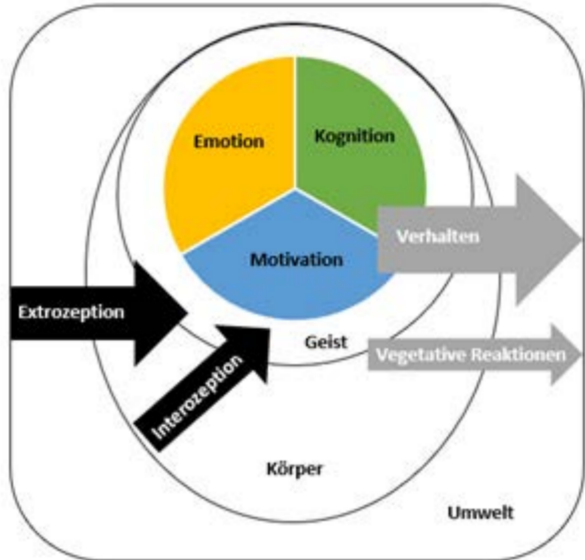 Emotion
Kognition
Motivation
Verhalten
Extrozeption
Interozeption
Geist
Vegetative Reaktionen
Körper
Umwelt